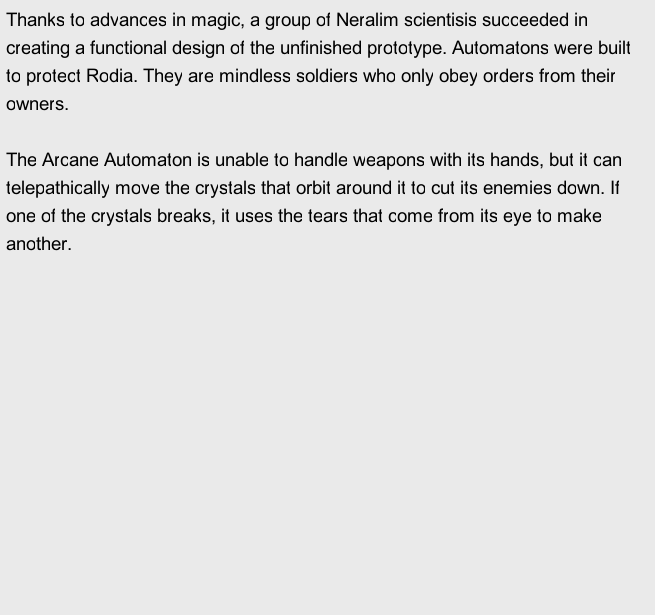 Thanks to advances in magic, a group of Neralim scientisis succeeded in
creating a functional design of the unfinished prototype. Automatons were built
to protect Rodia. They are mindless soldiers who only obey orders from their
owners.

The Arcane Automaton is unable to handle weapons with its hands, but it can
telepathically move the crystals that orbit around it to cut its enemies down. If
one of the crystals breaks, it uses the tears that come from its eye to make
another.